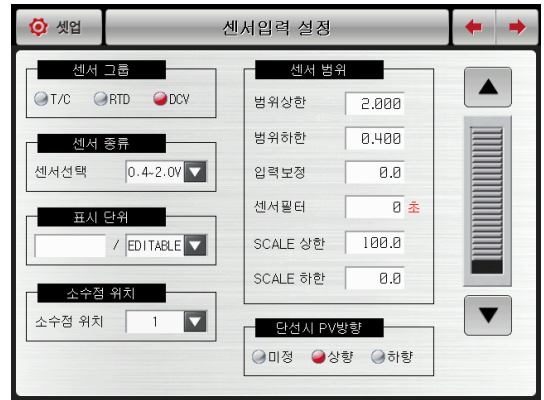 셋업
센서입력 설정
센서 그룹
T/C RTD DCV
센서 종류
센서선택 0.4~2.0V
표시 단위
/ EDITABLE
소수점 위치
소수점 위치 1
센서 범위
범위상한 2.000
범위하한 0.400
입력보정 0.0
센서필터 0 초
SCALE 상한 100.0
SCALE 하한 0.0
단선시 PV방향
미정 상향 하향